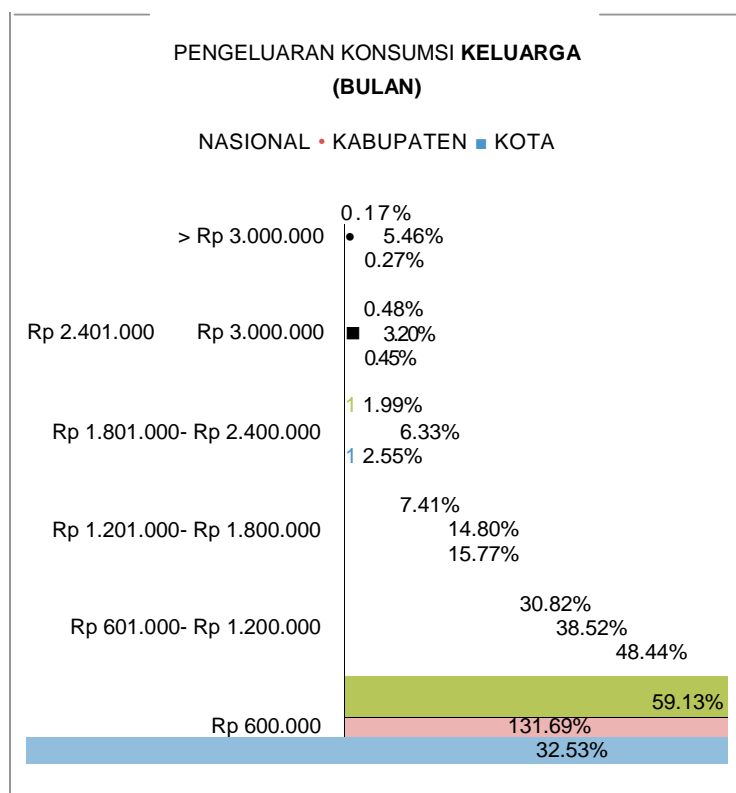 PENGELUARAN KONSUMSI KELUARGA
(BULAN)
NASIONAL • KABUPATEN ■ KOTA
0.17%
> Rp 3.000.000 • 5.46%
0.27%
0.48%
Rp 2.401.000 Rp 3.000.000 ■ 3.20%
0.45%
1 1.99%
Rp 1.801.000- Rp 2.400.000 6.33%
1 2.55%
7.41%
Rp 1.201.000- Rp 1.800.000 14.80%
15.77%
30.82%
Rp 601.000- Rp 1.200.000 38.52%
48.44%
59.13%
Rp 600.000 131.69%
32.53%